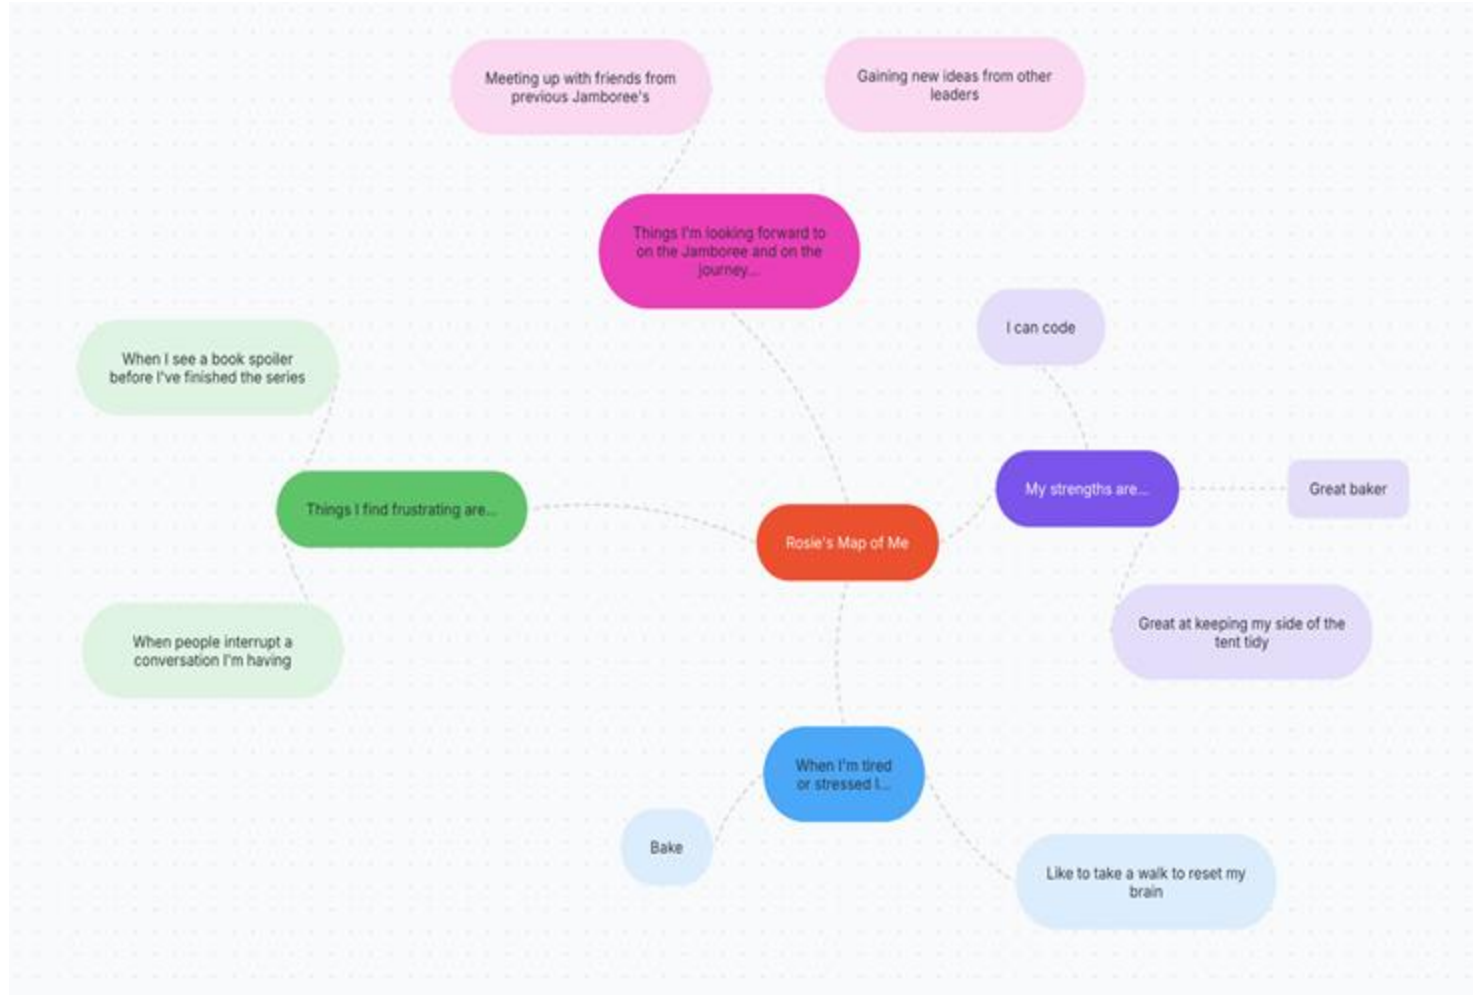 Meeting up with friends from
previous Jamboree's
Gaining new ideas from other
leaders
Things I'm looking forward to
on the Jamboree and on the
journey...
I can code
When I see a book spoiler
before I've finished the series
My strengths are...
Great baker
Things I find frustrating are...
Rosie's Map of Me
Great at keeping my side of the
tent tidy
When people interrupt a
conversation I'm having
When I'm tired
or stressed I...
Bake
Like to take a walk to reset my
brain